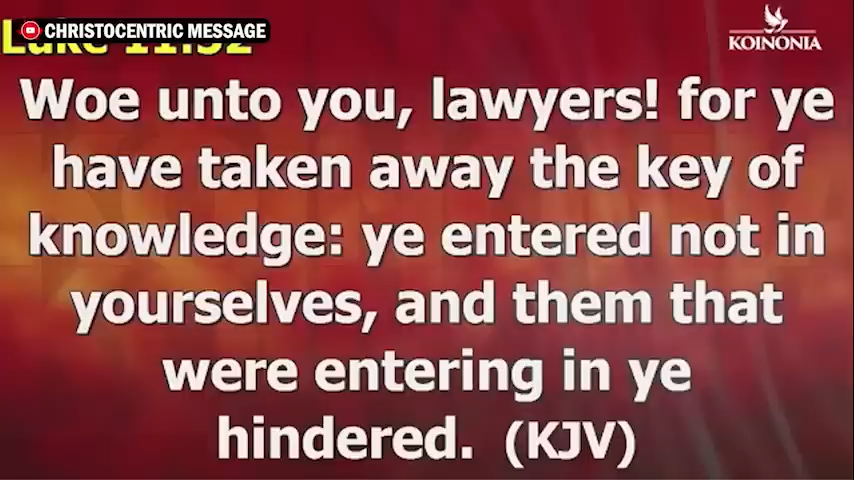 CHRISTOCENTRIC MESSAGE
KOINONIA
Luke 11:52
Woe unto you, lawyers! for ye
have taken away the key of
knowledge: ye entered not in
yourselves, and them that
were entering in ye
hindered. (KJV)